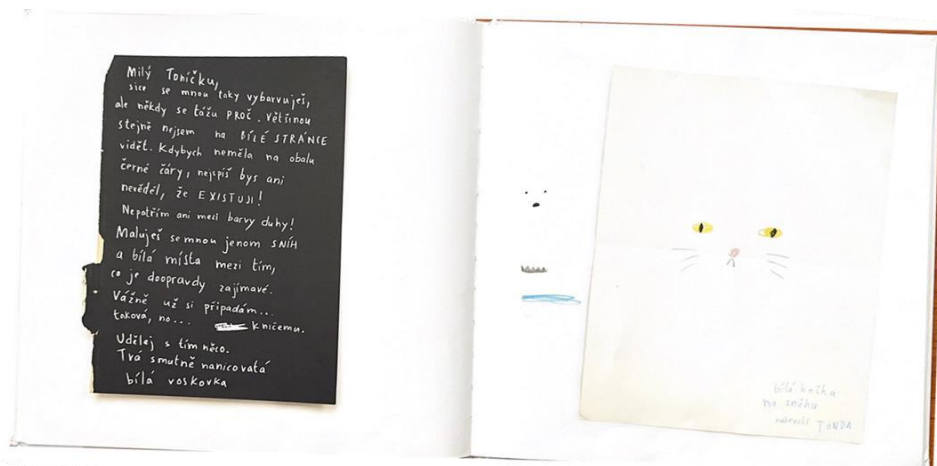 Milý Toníčku,
sice se mnou taky vybarvuješ,
ale někdy se tážu PROČ. Většinou
stejně nejsem na BÍLÉ STRÁNCE
vidět. Kdybych neměla na obalu
černé čáry, nejspíš bys ani
nevěděl, že EXISTUJI!
Nepatřím ani mezi barvy duhy!
Maluješ se mnou jenom SNÍH
a bílá místa mezi tím,
co je doopravdy zajímavé.
Vážně už si připadám...
taková, no... k ničemu.
Udělej s tím něco.
Tvá smutně nanicovatá
bílá voskovka
bílá kočka
na sněhu
nakreslil TONDA